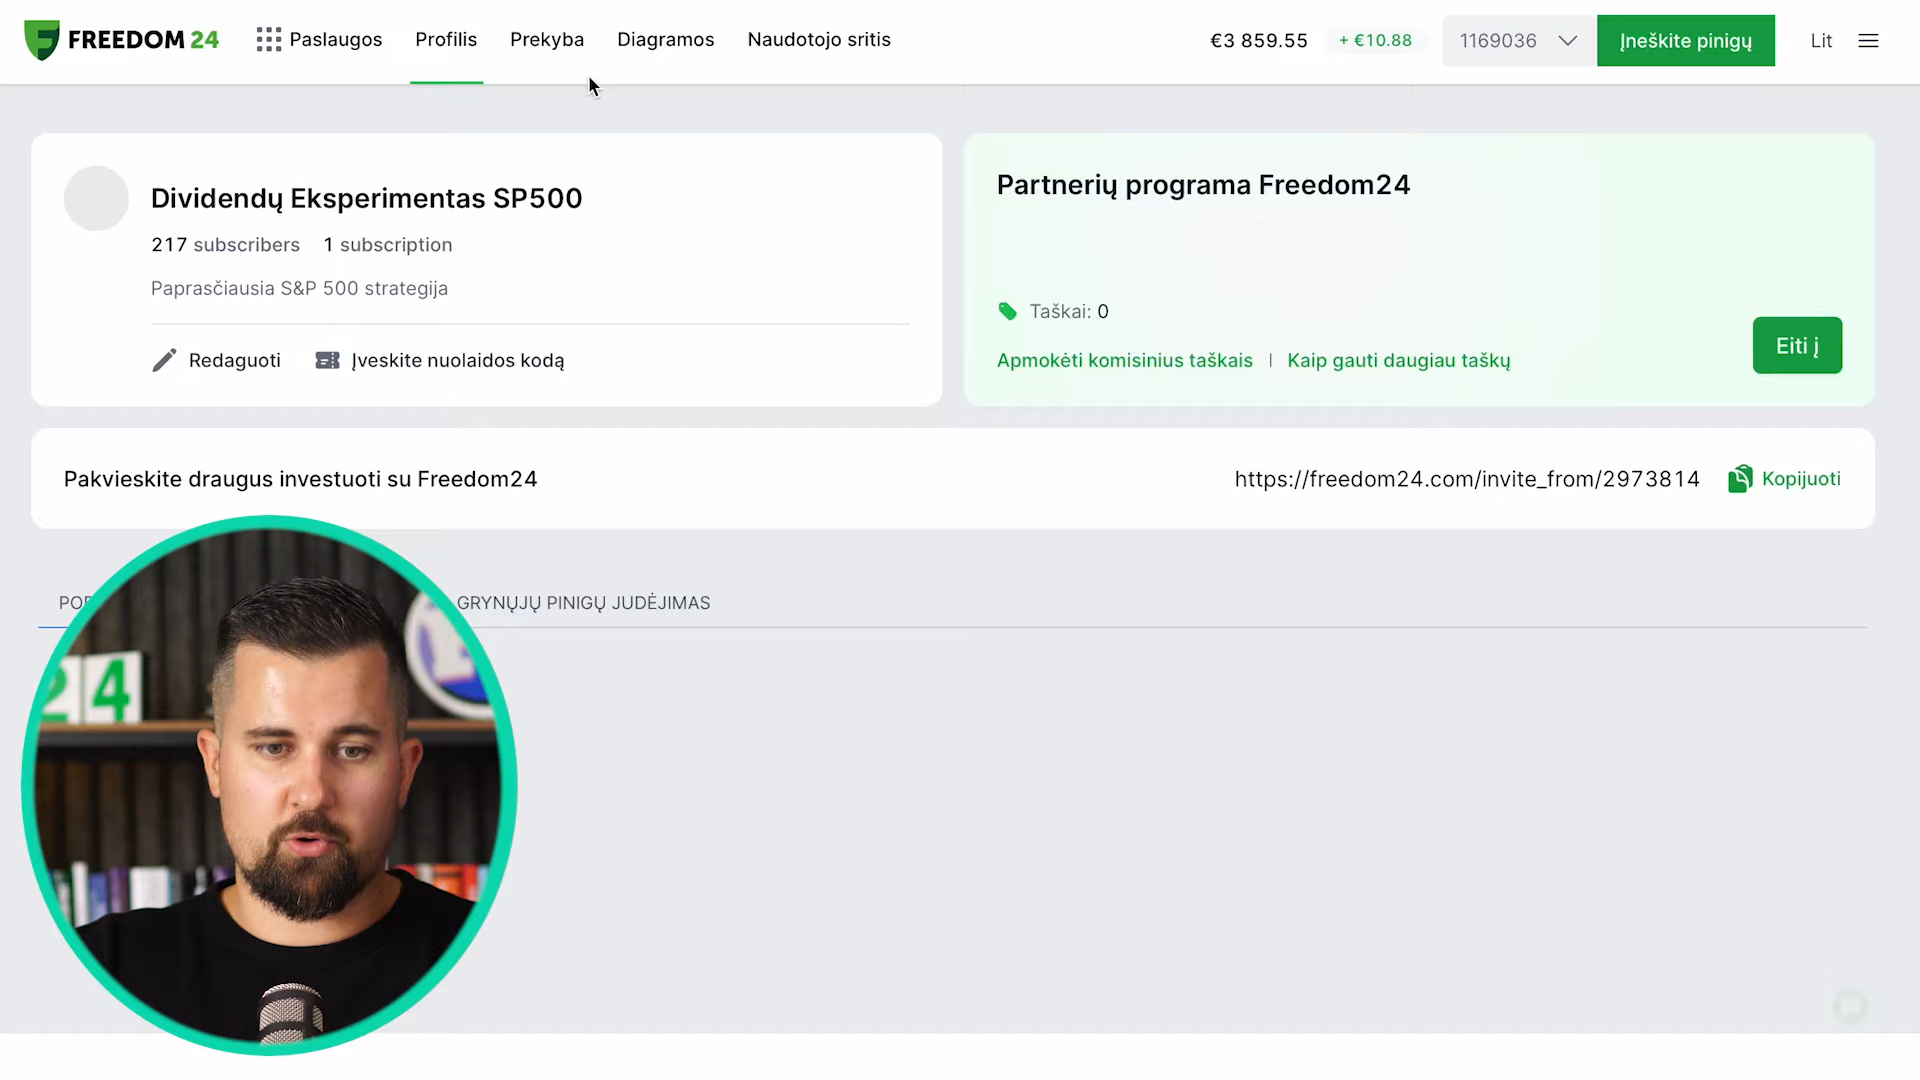 FREEDOM 24
Paslaugos
Profilis
Prekyba
Diagramos
Naudotojo sritis
€3 859.55
+ €10.88
1169036
Įneškite pinigų
Lit
Dividendų Eksperimentas SP500
217 subscribers 1 subscription
Paprasčiausia S&P 500 strategija
Redaguoti
Įveskite nuolaidos kodą
Partnerių programa Freedom24
Taškai: 0
Apmokėti komisinius taškais | Kaip gauti daugiau taškų
Eiti į
Pakvieskite draugus investuoti su Freedom24
https://freedom24.com/invite_from/2973814
Kopijuoti
GRYNŲJŲ PINIGŲ JUDĖJIMAS
24